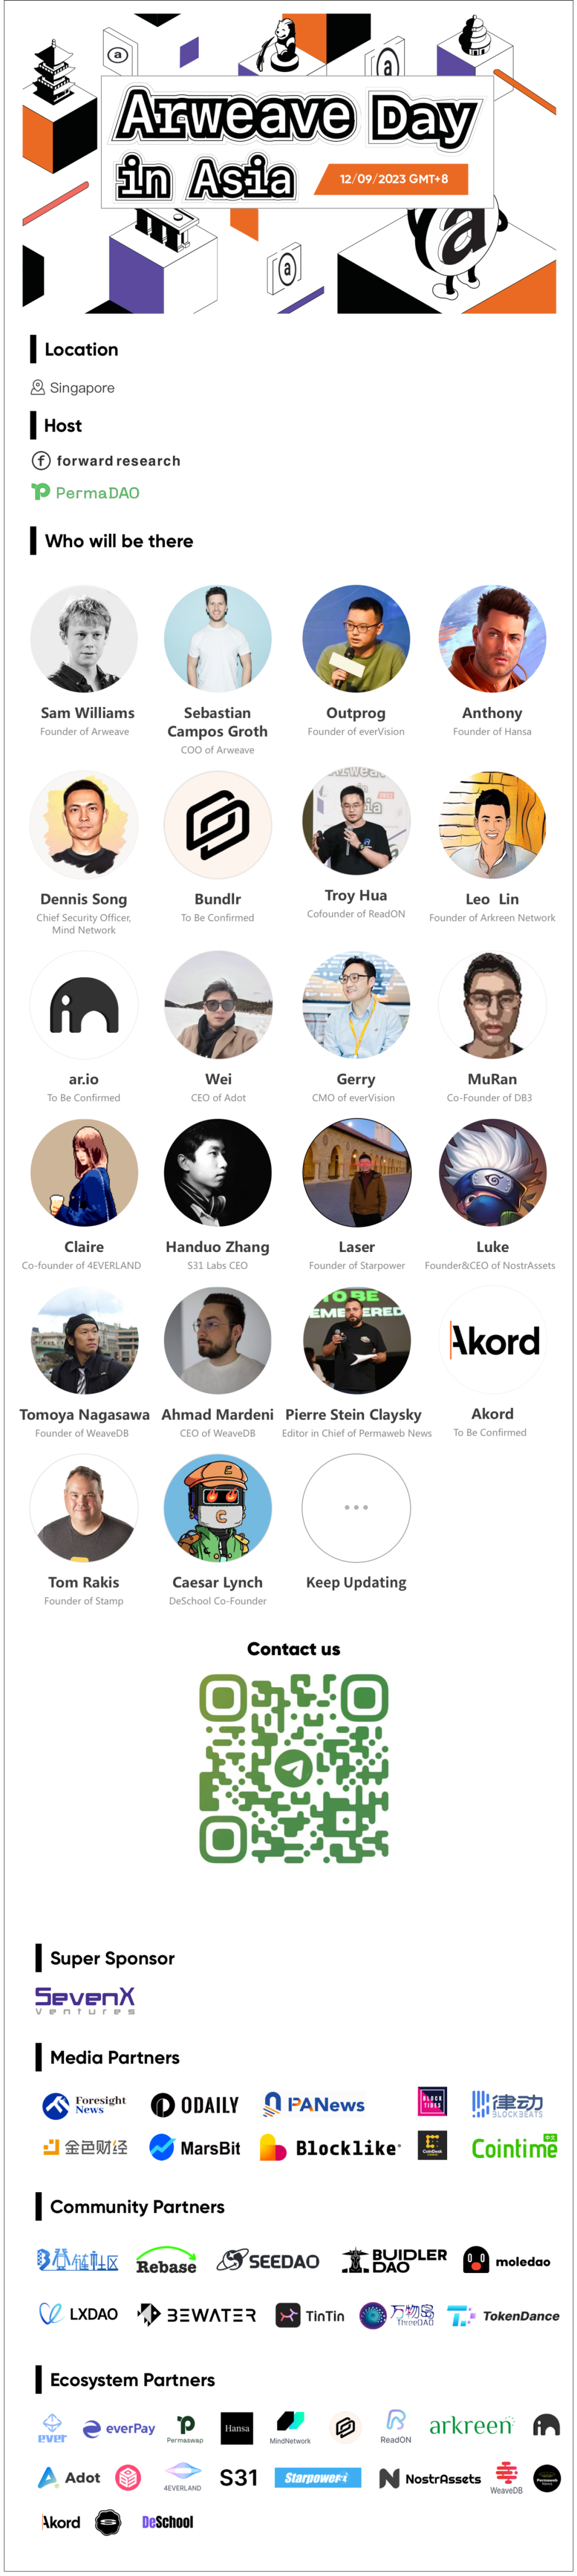 Arweave Day
in Asia
12/09/2023 GMT+8
Location
Singapore
Host
forward research
PermaDAO
Who will be there
Sam Williams
Founder of Arweave
Sebastian
Campos Groth
COO of Arweave
Outprog
Founder of everVision
Anthony
Founder of Hansa
Dennis Song
Chief Security Officer,
Mind Network
Bundlr
To Be Confirmed
Troy Hua
Cofounder of ReadON
Leo Lin
Founder of Arkreen Network
ar.io
To Be Confirmed
Wei
CEO of Adot
Gerry
CMO of everVision
MuRan
Co-Founder of DB3
Claire
Co-founder of 4EVERLAND
Handuo Zhang
S31 Labs CEO
Laser
Founder of Starpower
Luke
Founder&CEO of NostrAssets
Tomoya Nagasawa
Founder of WeaveDB
Ahmad Mardeni
CEO of WeaveDB
Pierre Stein Claysky
Editor in Chief of Permaweb News
Akord
Akord
To Be Confirmed
Tom Rakis
Founder of Stamp
Caesar Lynch
DeSchool Co-Founder
Keep Updating
Contact us
Super Sponsor
SevenX
Ventures
Media Partners
Foresight
News
ODAILY
PANews
BLOCK
TIDES
律动
BLOCKBEATS
金色财经
MarsBit
Blocklike
CoinDesk
Cointime
中文
Community Partners
Rebase
SEEDAO
BUIDLER
DAO
moledao
LXDAO
BEWATER
TinTin
万物岛
ThreeDAO
TokenDance
Ecosystem Partners
ever
everPay
Permaswap
Hansa
MindNetwork
ReadON
arkreen
Adot
4EVERLAND
S31
Starpower
NostrAssets
WeaveDB
Permaweb
News
Akord
DeSchool